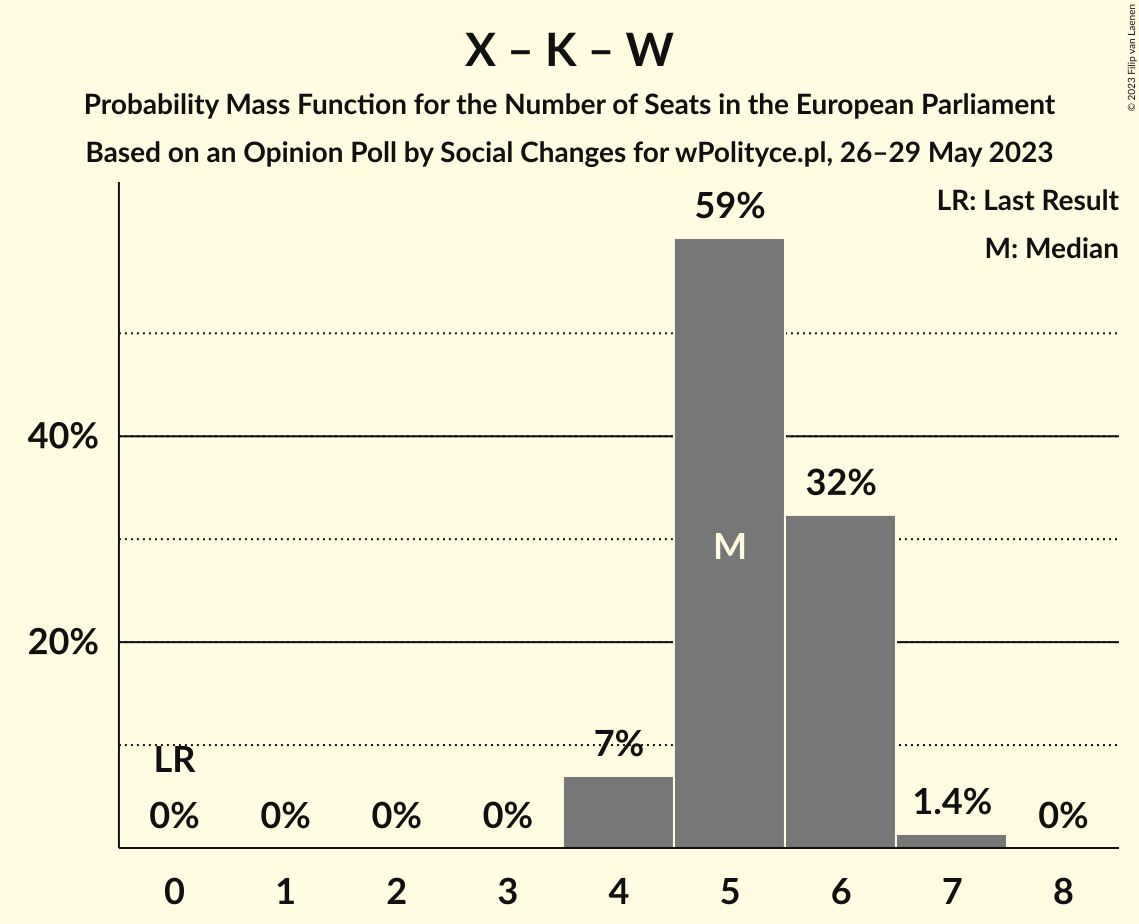 X – K – W
Probability Mass Function for the Number of Seats in the European Parliament
Based on an Opinion Poll by Social Changes for wPolityce.pl, 26–29 May 2023
© 2023 Filip van Laenen
LR: Last Result
M: Median
59%
40%
32%
M
20%
LR
7%
0% 0% 0% 0% 1.4% 0%
0 1 2 3 4 5 6 7 8